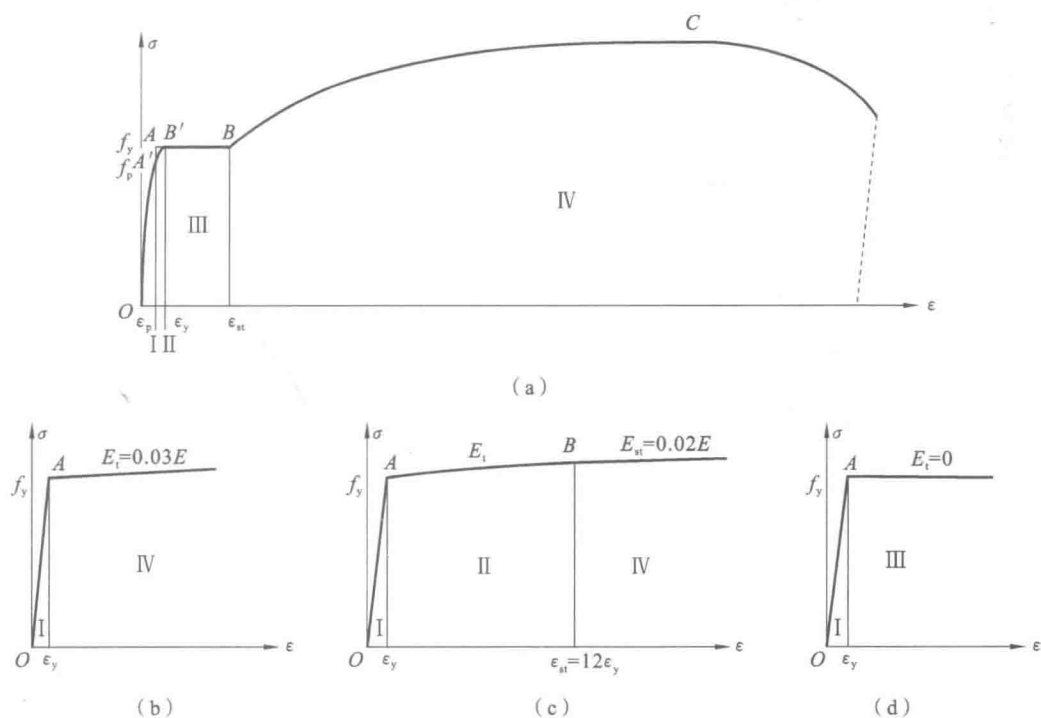 σ
C
f_y A B′ B
f_p A′
III
IV
O
ε_p ε_y ε_st ε
I II
(a)
σ
A E_t=0.03E
f_y
IV
I
O ε_y ε
(b)
σ
A E_t B E_st=0.02E
f_y
II IV
I
O ε_y ε_st=12ε_y ε
(c)
σ
A E_t=0
f_y
III
I
O ε_y ε
(d)